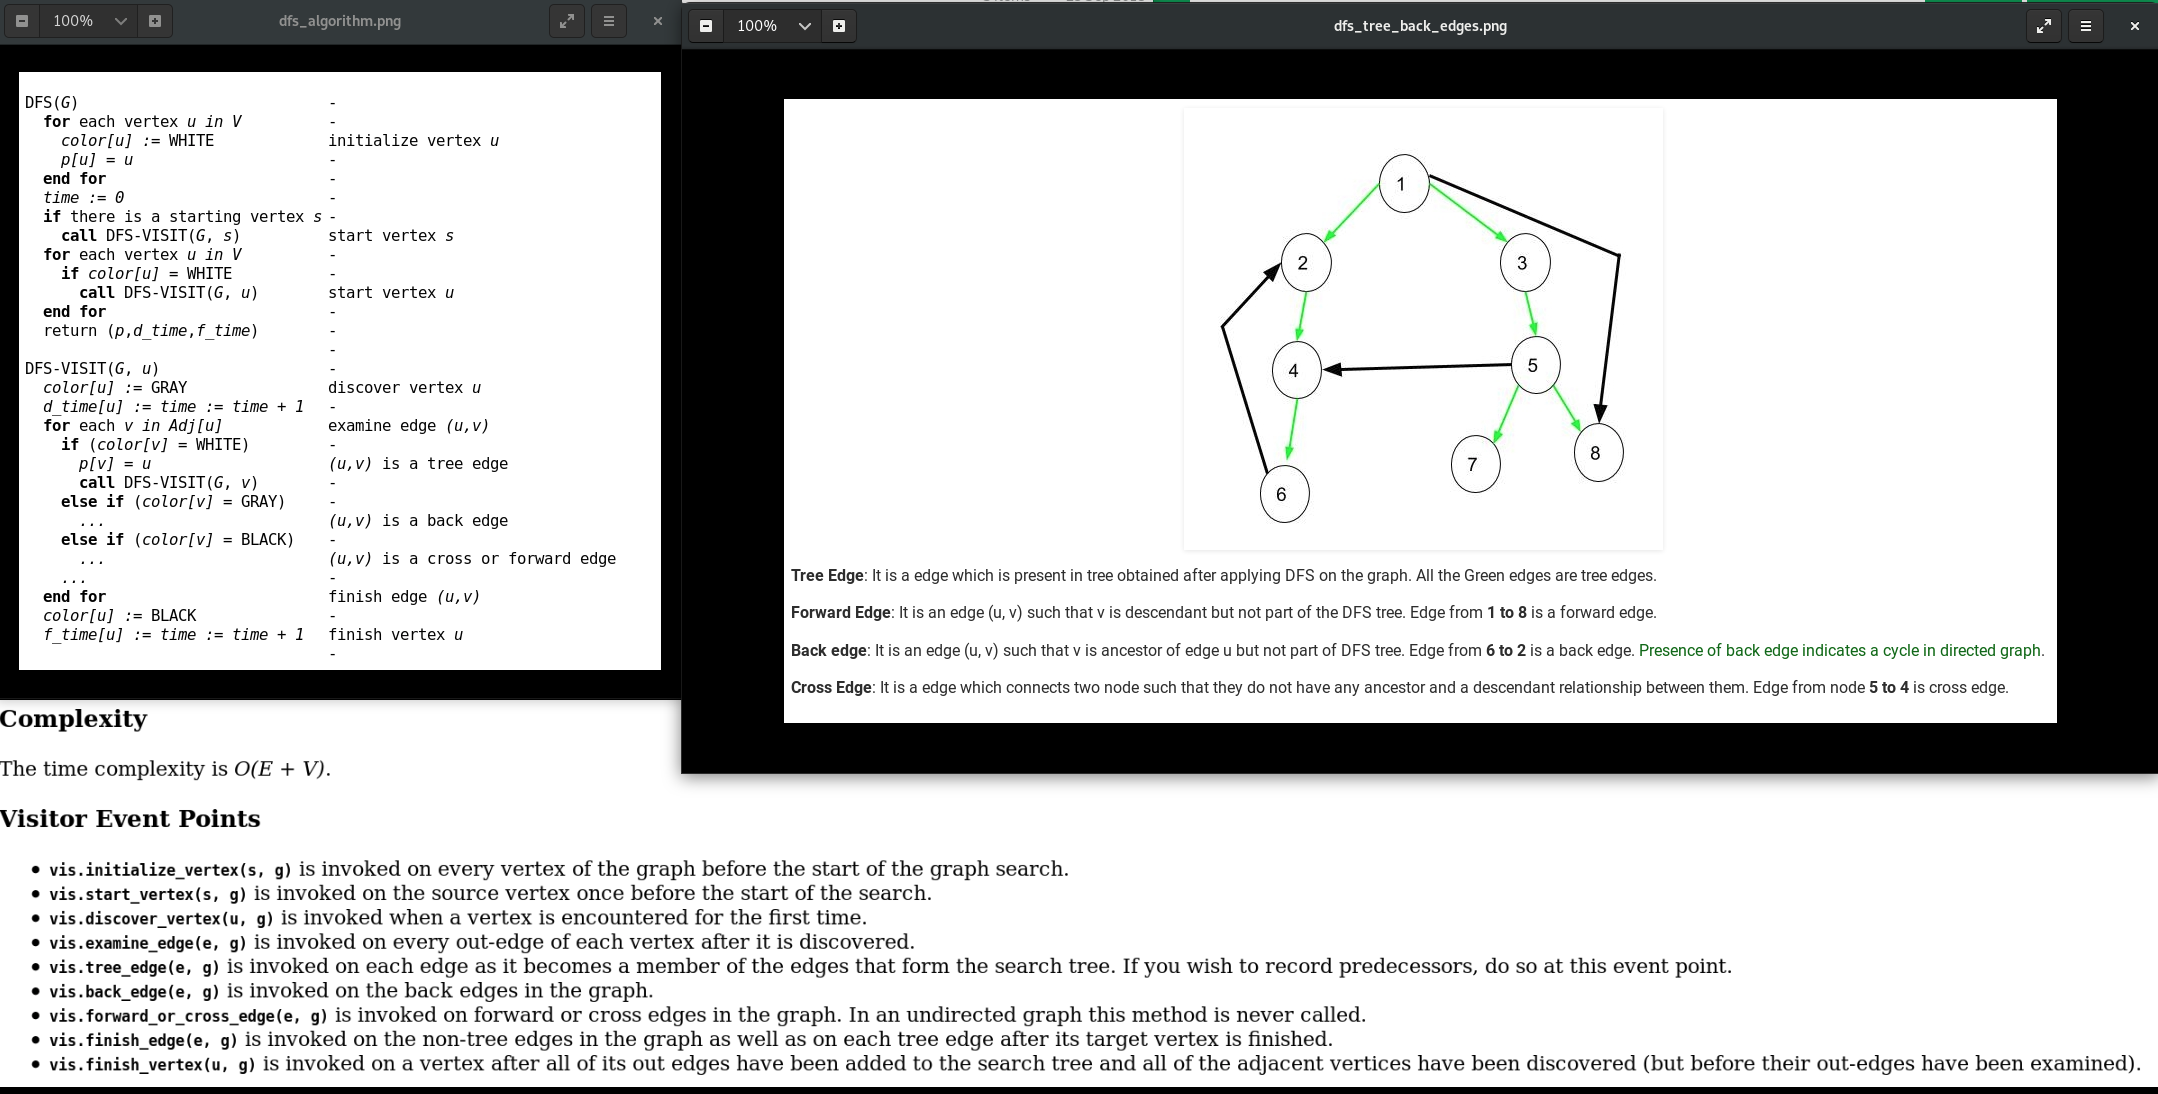 100%
dfs_algorithm.png
100%
dfs_tree_back_edges.png
DFS(G) -
for each vertex u in V -
color[u] := WHITE initialize vertex u
p[u] = u -
end for -
time := 0 -
if there is a starting vertex s -
call DFS-VISIT(G, s) start vertex s
for each vertex u in V -
if color[u] = WHITE -
call DFS-VISIT(G, u) start vertex u
end for -
return (p,d_time,f_time) -
-
DFS-VISIT(G, u) -
color[u] := GRAY discover vertex u
d_time[u] := time := time + 1 -
for each v in Adj[u] examine edge (u,v)
if (color[v] = WHITE) -
p[v] = u (u,v) is a tree edge
call DFS-VISIT(G, v) -
else if (color[v] = GRAY) -
... (u,v) is a back edge
else if (color[v] = BLACK) -
... (u,v) is a cross or forward edge
... -
end for finish edge (u,v)
color[u] := BLACK -
f_time[u] := time := time + 1 finish vertex u
-
1
2
3
4
5
6
7
8
Tree Edge: It is a edge which is present in tree obtained after applying DFS on the graph. All the Green edges are tree edges.
Forward Edge: It is an edge (u, v) such that v is descendant but not part of the DFS tree. Edge from 1 to 8 is a forward edge.
Back edge: It is an edge (u, v) such that v is ancestor of edge u but not part of DFS tree. Edge from 6 to 2 is a back edge. Presence of back edge indicates a cycle in directed graph.
Cross Edge: It is a edge which connects two node such that they do not have any ancestor and a descendant relationship between them. Edge from node 5 to 4 is cross edge.
Complexity
The time complexity is O(E + V).
Visitor Event Points
• vis.initialize_vertex(s, g) is invoked on every vertex of the graph before the start of the graph search.
• vis.start_vertex(s, g) is invoked on the source vertex once before the start of the search.
• vis.discover_vertex(u, g) is invoked when a vertex is encountered for the first time.
• vis.examine_edge(e, g) is invoked on every out-edge of each vertex after it is discovered.
• vis.tree_edge(e, g) is invoked on each edge as it becomes a member of the edges that form the search tree. If you wish to record predecessors, do so at this event point.
• vis.back_edge(e, g) is invoked on the back edges in the graph.
• vis.forward_or_cross_edge(e, g) is invoked on forward or cross edges in the graph. In an undirected graph this method is never called.
• vis.finish_edge(e, g) is invoked on the non-tree edges in the graph as well as on each tree edge after its target vertex is finished.
• vis.finish_vertex(u, g) is invoked on a vertex after all of its out edges have been added to the search tree and all of the adjacent vertices have been discovered (but before their out-edges have been examined).